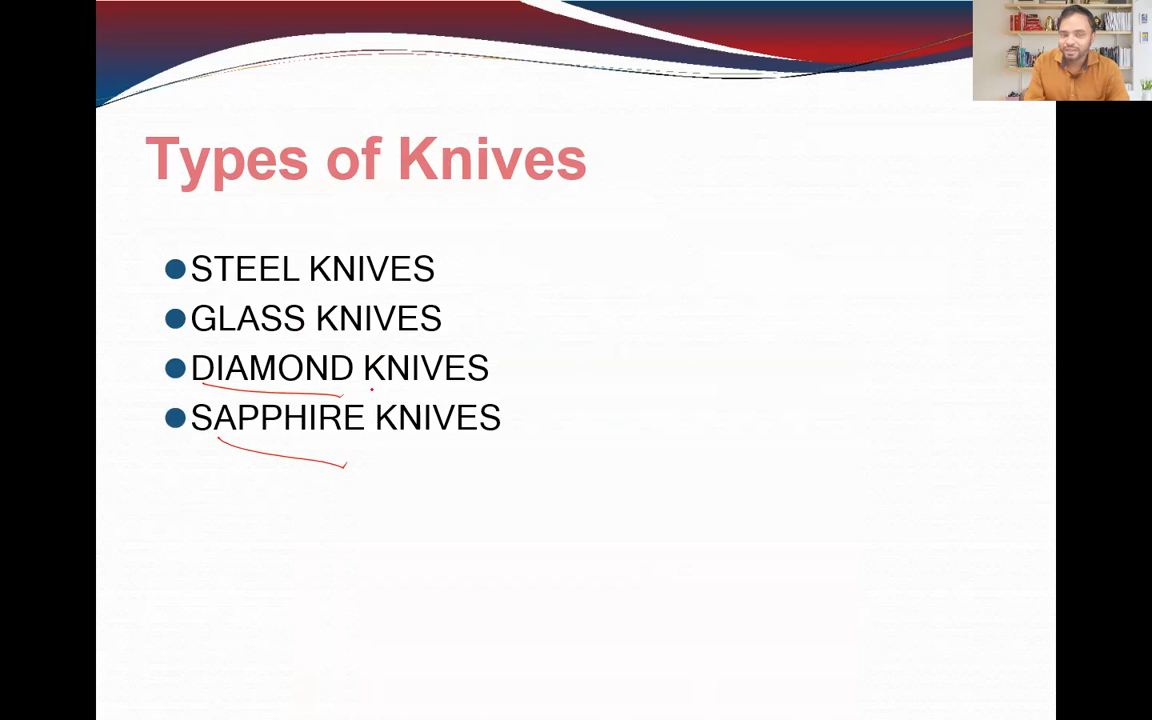 Types of Knives
STEEL KNIVES
GLASS KNIVES
DIAMOND KNIVES
SAPPHIRE KNIVES